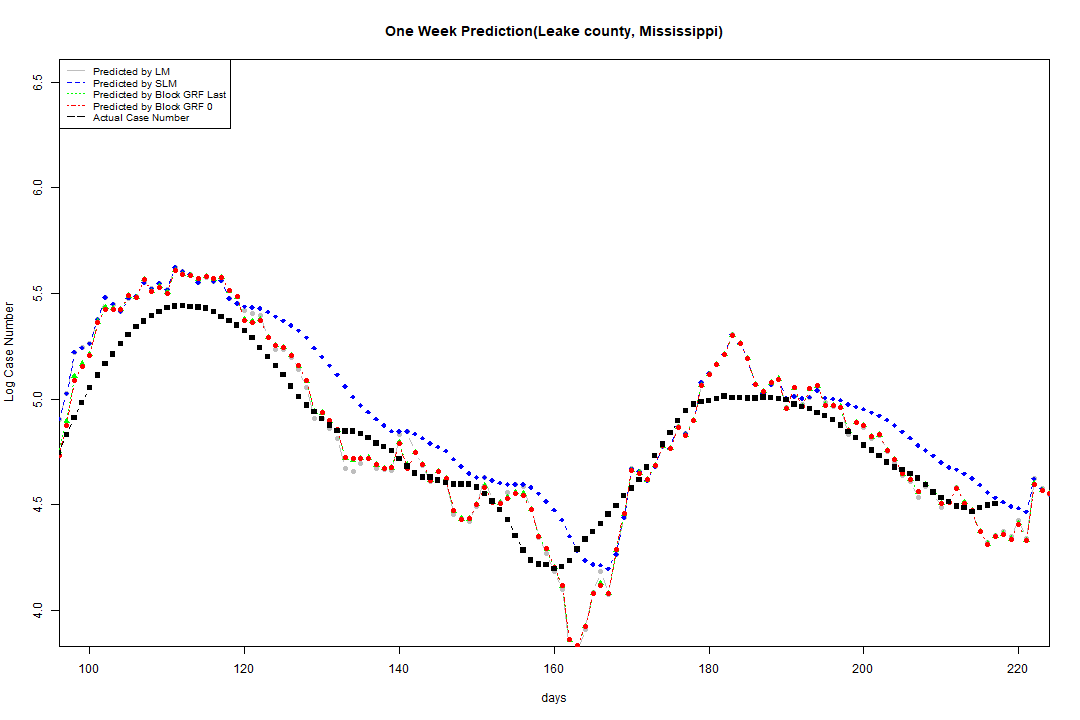 One Week Prediction(Leake county, Mississippi)
Predicted by LM
Predicted by SLM
Predicted by Block GRF Last
Predicted by Block GRF 0
Actual Case Number
6.5
6.0
5.5
5.0
4.5
4.0
Log Case Number
100 120 140 160 180 200 220
days